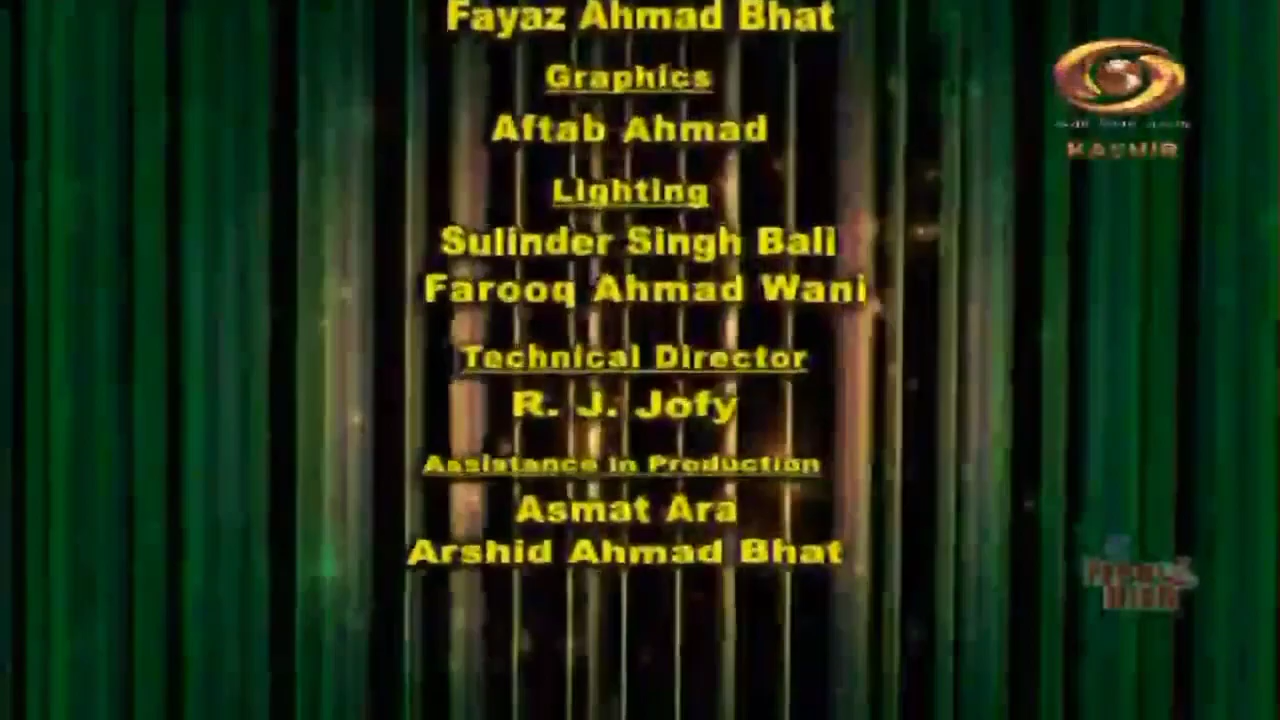 Fayaz Ahmad Bhat
Graphics
Aftab Ahmad
Lighting
Sulinder Singh Bali
Farooq Ahmad Wani
Technical Director
R. J. Jofy
Assistance in Production
Asmat Ara
Arshid Ahmad Bhat
KASHIR